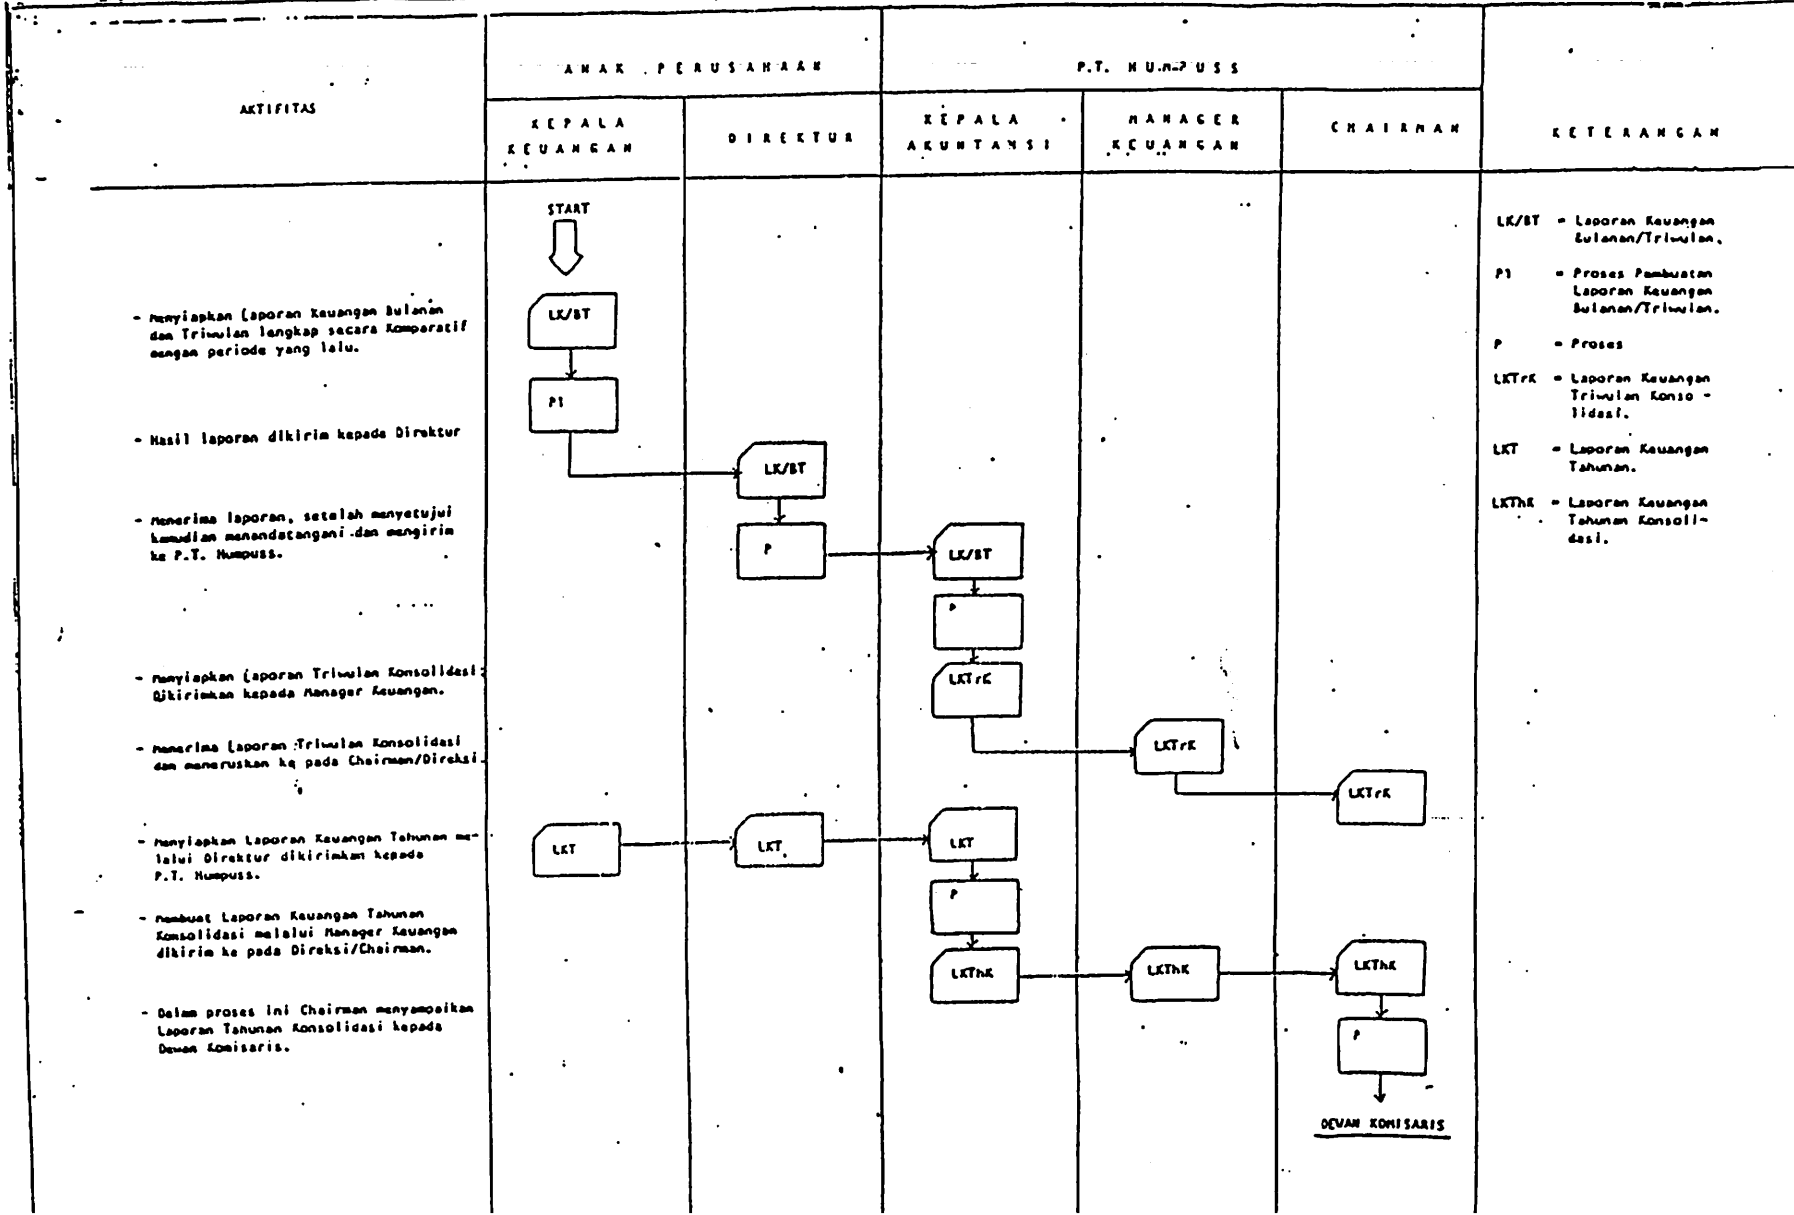 ANAK PERUSAHAAN
P.T. HUMPUSS
AKTIFITAS
KEPALA
KEUANGAN
DIREKTUR
KEPALA
AKUNTANSI
MANAGER
KEUANGAN
CHAIRMAN
KETERANGAN
START
- Menyiapkan Laporan Keuangan Bulanan
dan Triwulan lengkap secara Komparatif
dengan periode yang lalu.
LK/BT
P1
- Hasil laporan dikirim kepada Direktur
LK/BT
- Menerima laporan, setelah menyetujui
kemudian menandatangani dan mengirim
ke P.T. Humpuss.
P
LK/BT
P
- Menyiapkan Laporan Triwulan Konsolidasi
Dikirimkan kepada Manager Keuangan.
LKTrK
- Menerima Laporan Triwulan Konsolidasi
dan meneruskan ke pada Chairman/Direksi.
LKTrK
LKTrK
- Menyiapkan Laporan Keuangan Tahunan me-
lalui Direktur dikirimkan kepada
P.T. Humpuss.
LKT
LKT
LKT
P
- Membuat Laporan Keuangan Tahunan
Konsolidasi melalui Manager Keuangan
dikirim ke pada Direksi/Chairman.
LKThK
LKThK
LKThK
- Dalam proses ini Chairman menyampaikan
Laporan Tahunan Konsolidasi kepada
Dewan Komisaris.
P
DEWAN KOMISARIS
LK/BT = Laporan Keuangan
Bulanan/Triwulan.
P1 = Proses Pembuatan
Laporan Keuangan
Bulanan/Triwulan.
P = Proses
LKTrK = Laporan Keuangan
Triwulan Konso -
lidasi.
LKT = Laporan Keuangan
Tahunan.
LKThK = Laporan Keuangan
Tahunan Konsoli-
dasi.